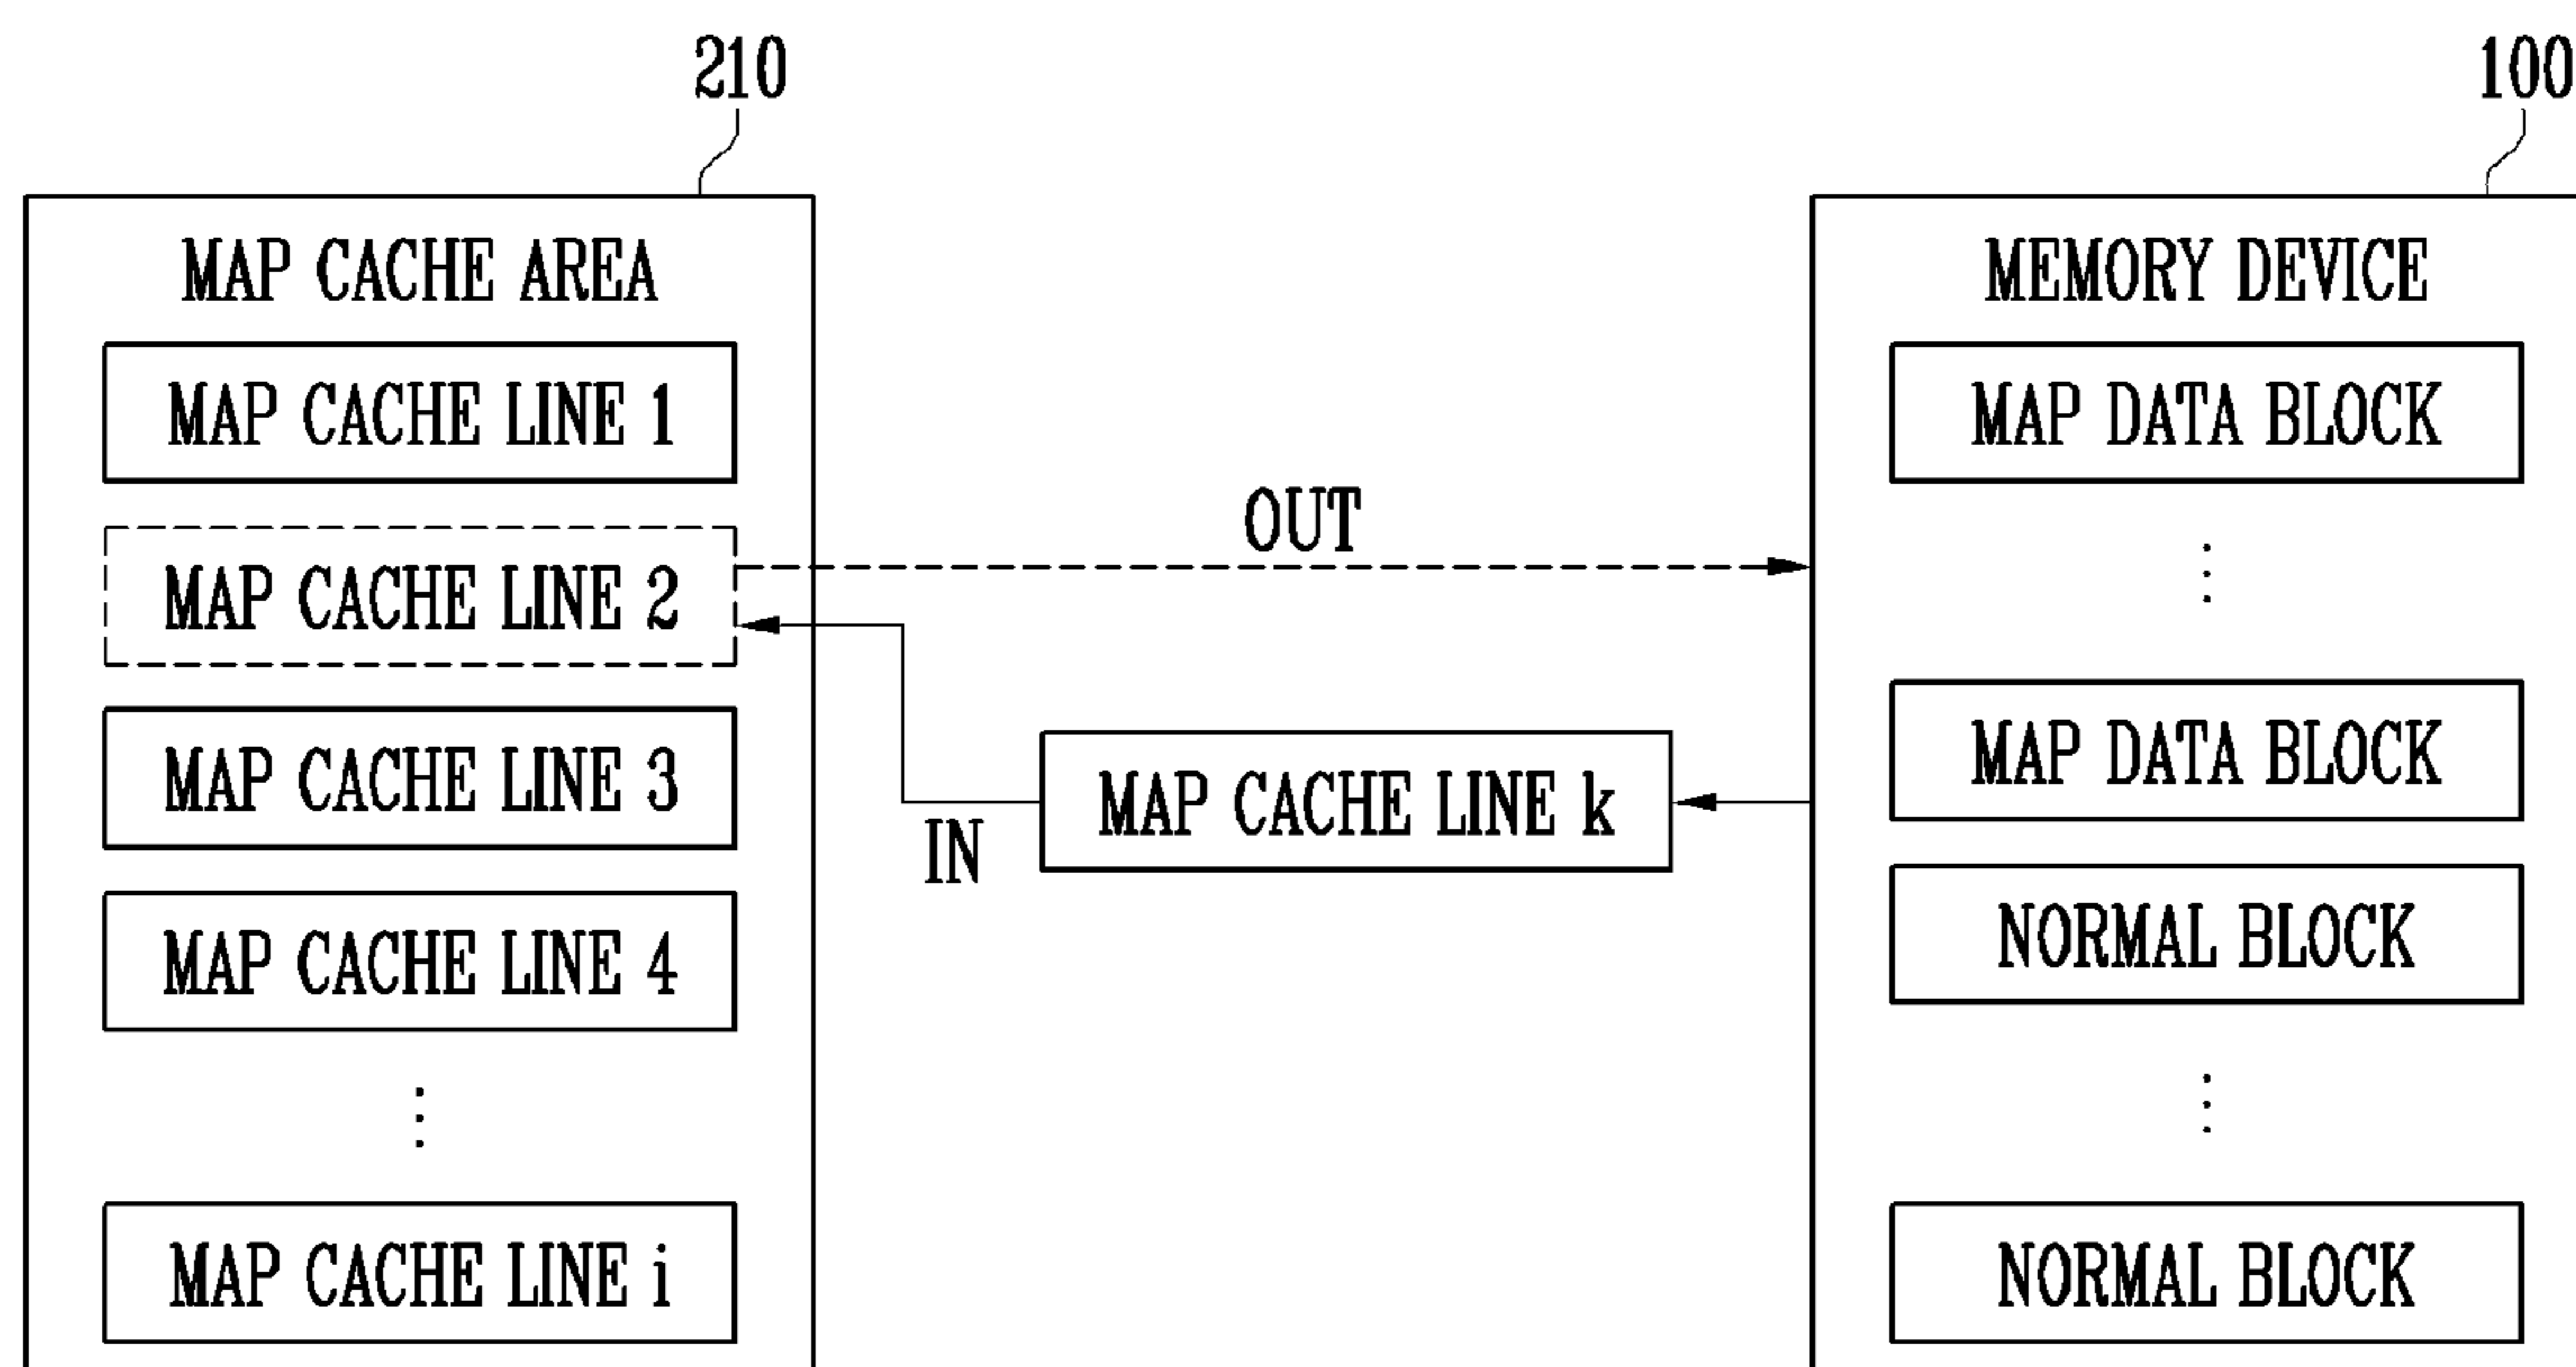 210
100
MAP CACHE AREA
MAP CACHE LINE 1
MAP CACHE LINE 2
MAP CACHE LINE 3
MAP CACHE LINE 4
MAP CACHE LINE i
OUT
IN
MAP CACHE LINE k
MEMORY DEVICE
MAP DATA BLOCK
MAP DATA BLOCK
NORMAL BLOCK
NORMAL BLOCK